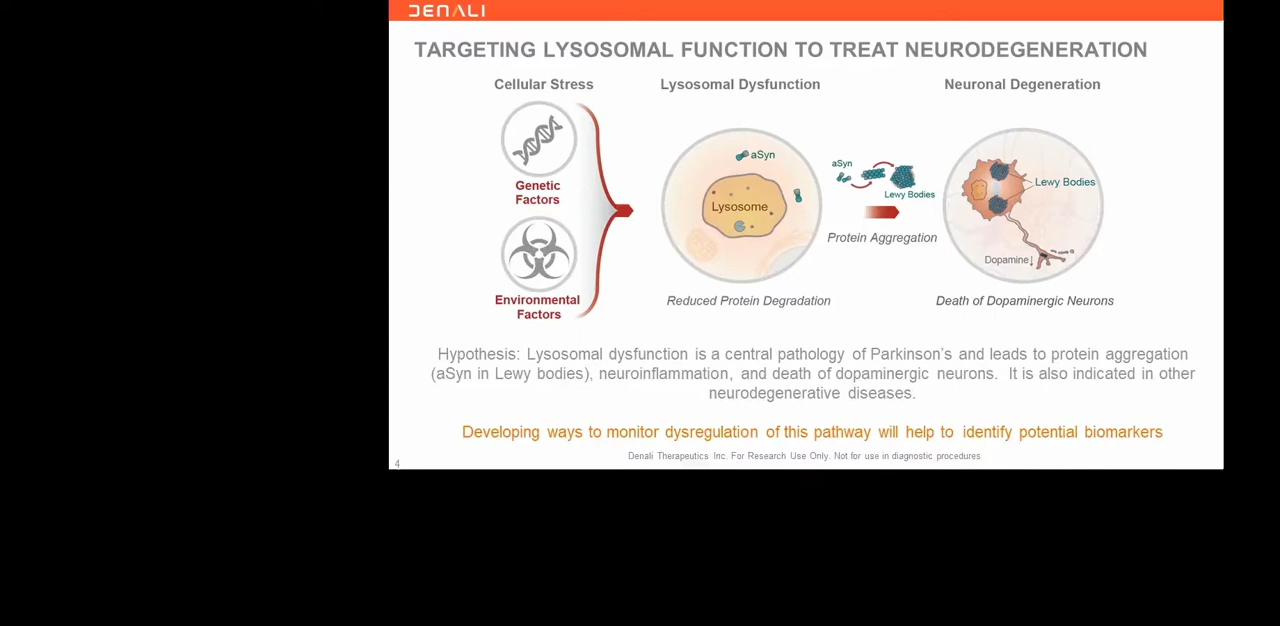 DENALI
TARGETING LYSOSOMAL FUNCTION TO TREAT NEURODEGENERATION
Cellular Stress
Lysosomal Dysfunction
Neuronal Degeneration
Genetic
Factors
Environmental
Factors
aSyn
Lysosome
Reduced Protein Degradation
aSyn
Lewy Bodies
Protein Aggregation
Lewy Bodies
Dopamine↓
Death of Dopaminergic Neurons
Hypothesis: Lysosomal dysfunction is a central pathology of Parkinson's and leads to protein aggregation
(aSyn in Lewy bodies), neuroinflammation, and death of dopaminergic neurons. It is also indicated in other
neurodegenerative diseases.
Developing ways to monitor dysregulation of this pathway will help to identify potential biomarkers
Denali Therapeutics Inc. For Research Use Only. Not for use in diagnostic procedures
4